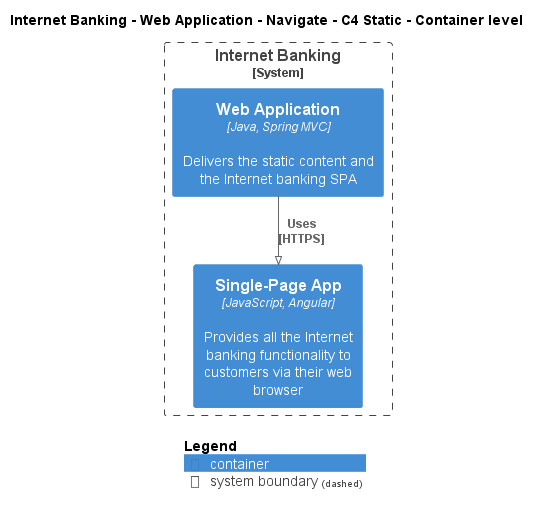 Internet Banking - Web Application - Navigate - C4 Static - Container level
Internet Banking
[System]
Web Application
[Java, Spring MVC]
Delivers the static content and
the Internet banking SPA
Uses
[HTTPS]
Single-Page App
[JavaScript, Angular]
Provides all the Internet
banking functionality to
customers via their web
browser
Legend
container
system boundary (dashed)